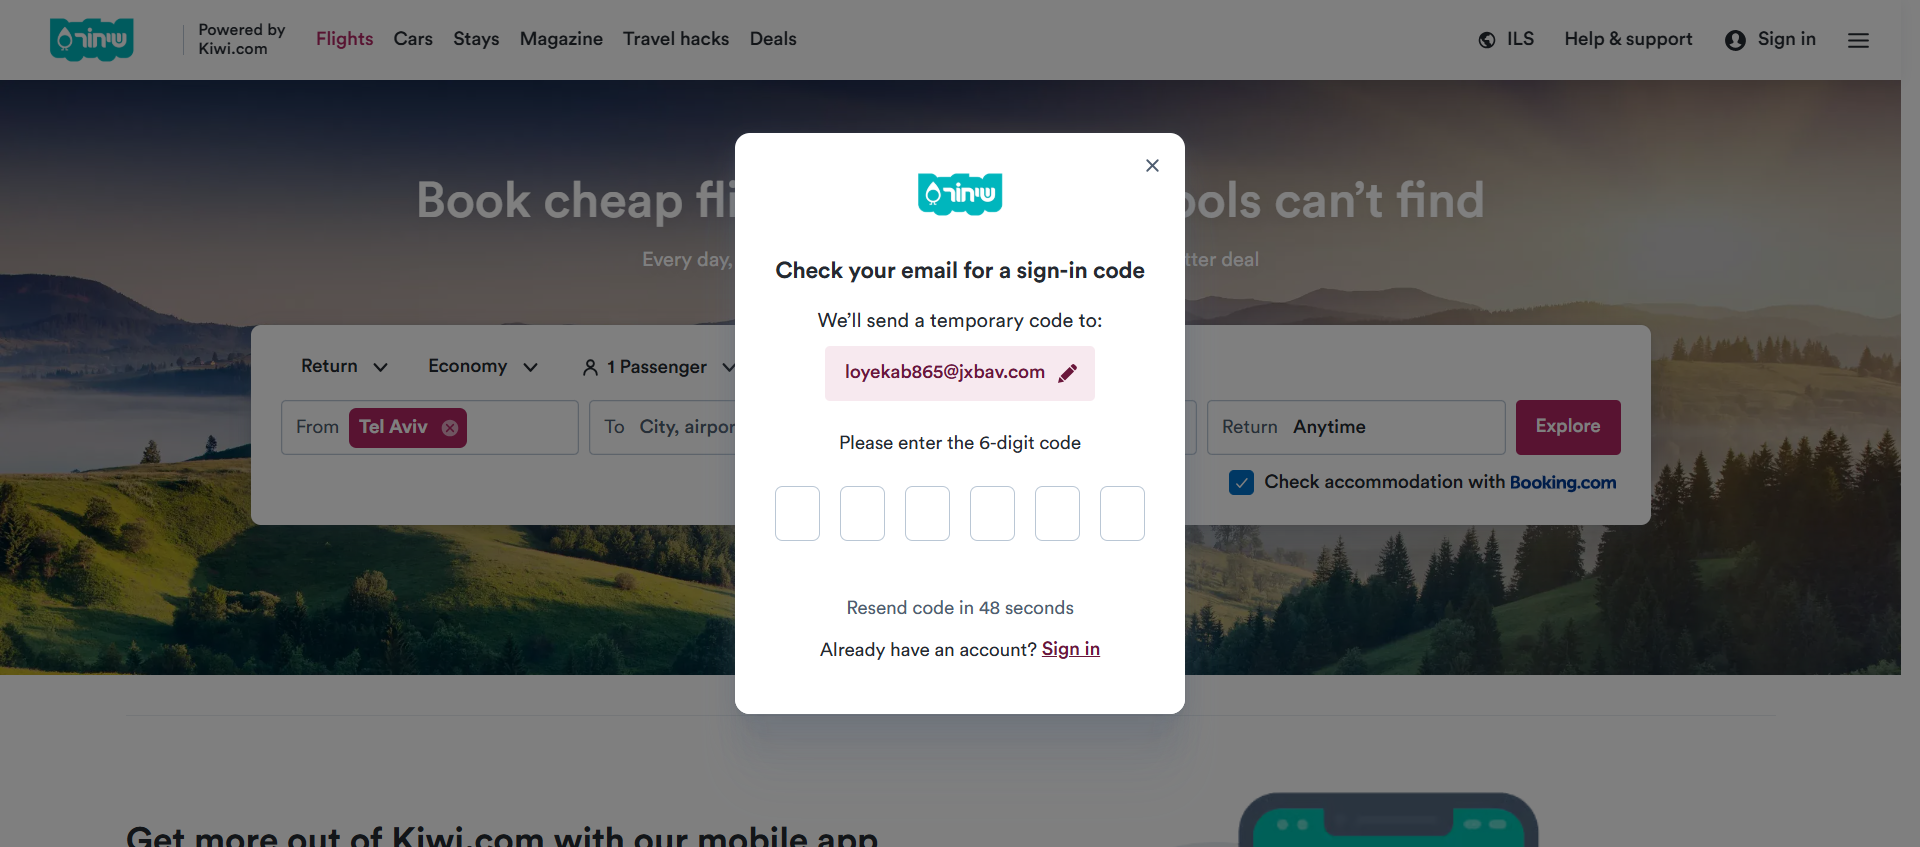 שיחור
Powered by
Kiwi.com
Flights
Cars
Stays
Magazine
Travel hacks
Deals
ILS
Help & support
Sign in
Book cheap fli
ools can't find
Every day,
tter deal
Return
Economy
1 Passenger
From
Tel Aviv
To
City, airpor
Return
Anytime
Explore
Check accommodation with Booking.com
שיחור
Check your email for a sign-in code
We'll send a temporary code to:
loyekab865@jxbav.com
Please enter the 6-digit code
Resend code in 48 seconds
Already have an account? Sign in
Get more out of Kiwi.com with our mobile app